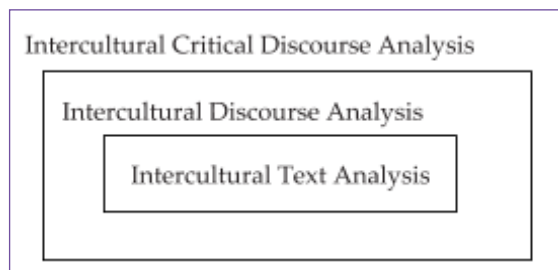 Intercultural Critical Discourse Analysis
Intercultural Discourse Analysis
Intercultural Text Analysis